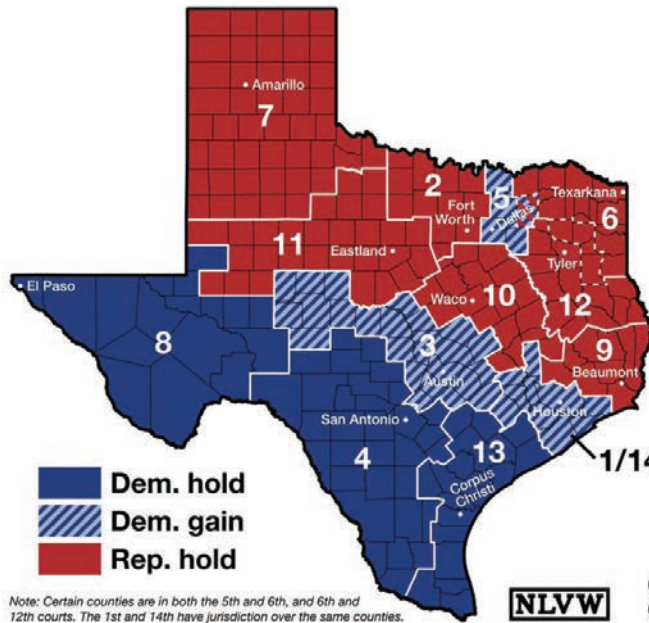 Amarillo
7
2
5
Texarkana
Fort
Worth
Dallas
6
11
Eastland
Tyler
El Paso
Waco
10
12
8
3
9
Austin
Beaumont
Houston
San Antonio
4
13
1/14
Corpus
Christi
Dem. hold
Dem. gain
Rep. hold
Note: Certain counties are in both the 5th and 6th, and 6th and
12th courts. The 1st and 14th have jurisdiction over the same counties.
NLVW